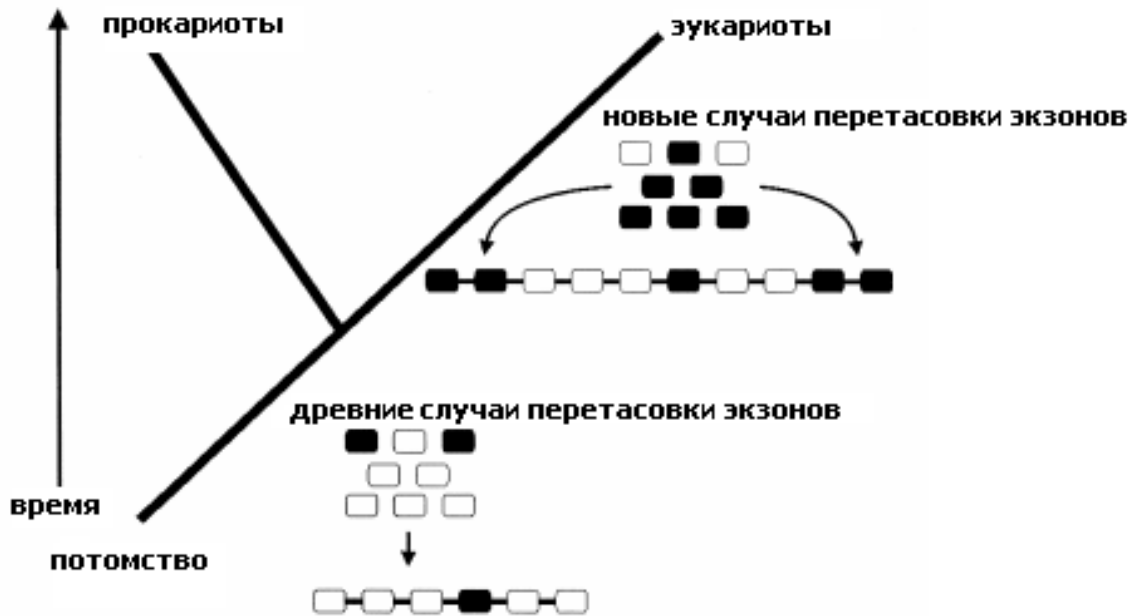 прокариоты
эукариоты
новые случаи перетасовки экзонов
древние случаи перетасовки экзонов
время
потомство